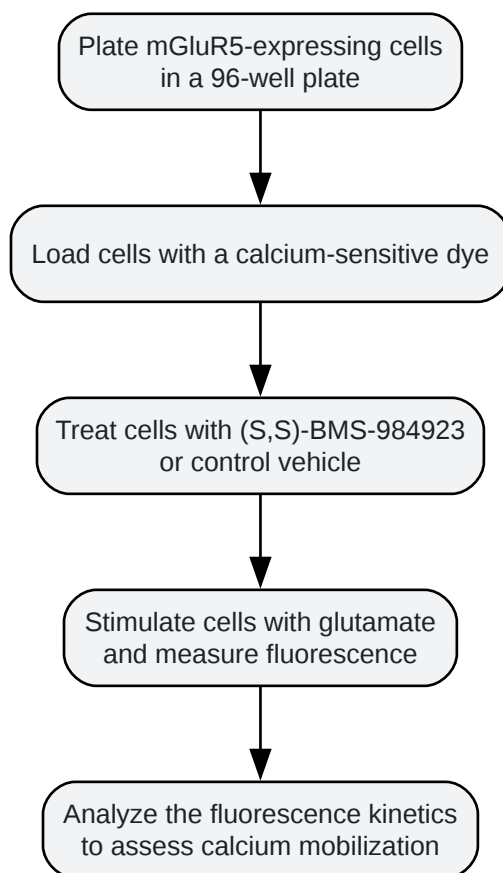 Plate mGluR5-expressing cells
in a 96-well plate
Load cells with a calcium-sensitive dye
Treat cells with (S,S)-BMS-984923
or control vehicle
Stimulate cells with glutamate
and measure fluorescence
Analyze the fluorescence kinetics
to assess calcium mobilization